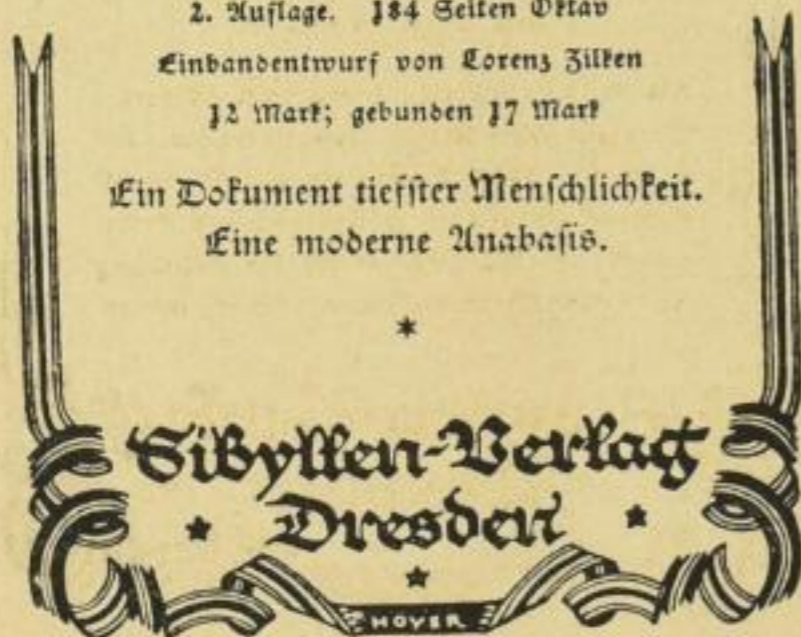 2. Auflage. 184 Seiten Oktav
Einbandentwurf von Lorenz Zilken
12 Mark; gebunden 17 Mark
Ein Dokument tiefster Menschlichkeit.
Eine moderne Anabasis.
*
Sibyllen-Verlag
Dresden
HOYER